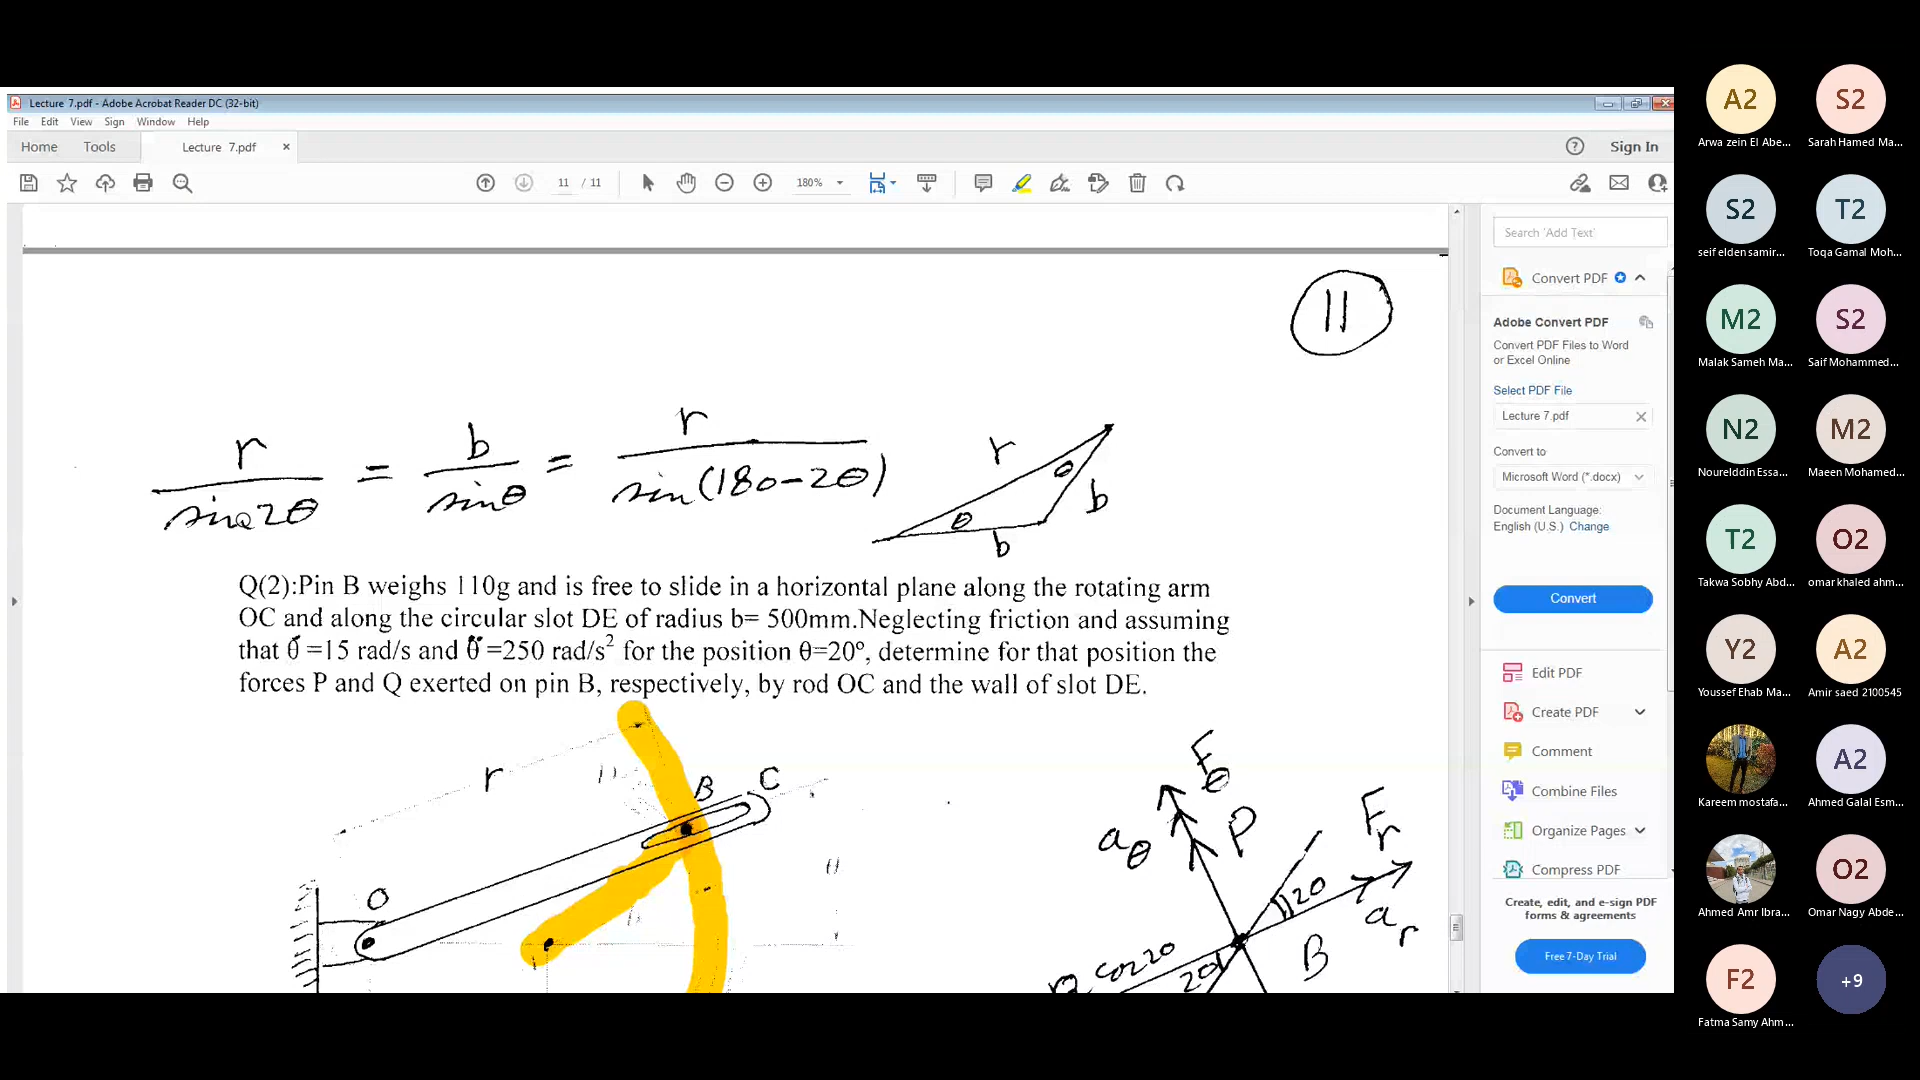 Lecture 7.pdf - Adobe Acrobat Reader DC (32-bit)
File Edit View Sign Window Help
Home Tools Lecture 7.pdf × Sign In
11 / 11 180%
Search 'Add Text'
Convert PDF
Adobe Convert PDF
Convert PDF Files to Word
or Excel Online
Select PDF File
Lecture 7.pdf
Convert to
Microsoft Word (*.docx)
Document Language:
English (U.S.) Change
Convert
Edit PDF
Create PDF
Comment
Combine Files
Organize Pages
Compress PDF
Create, edit, and e-sign PDF
forms & agreements
Free 7-Day Trial
11
r / sin 2θ = b / sin θ = r / sin(180-2θ)
r
θ
θ
b
b
Q(2):Pin B weighs 110g and is free to slide in a horizontal plane along the rotating arm
OC and along the circular slot DE of radius b= 500mm.Neglecting friction and assuming
that θ̇ =15 rad/s and θ̈ =250 rad/s² for the position θ=20º, determine for that position the
forces P and Q exerted on pin B, respectively, by rod OC and the wall of slot DE.
r
B C
O
Fθ
P
aθ
Fr
20
ar
B
cos 20
20
A2 S2
Arwa zein El Abe... Sarah Hamed Ma...
S2 T2
seif elden samir... Toqa Gamal Moh...
M2 S2
Malak Sameh Ma... Saif Mohammed...
N2 M2
Nourelddin Essa... Maeen Mohamed...
T2 O2
Takwa Sobhy Abd... omar khaled ahm...
Y2 A2
Youssef Ehab Ma... Amir saed 2100545
A2
Kareem mostafa... Ahmed Galal Esm...
O2
Ahmed Amr Ibra... Omar Nagy Abde...
F2 +9
Fatma Samy Ahm...